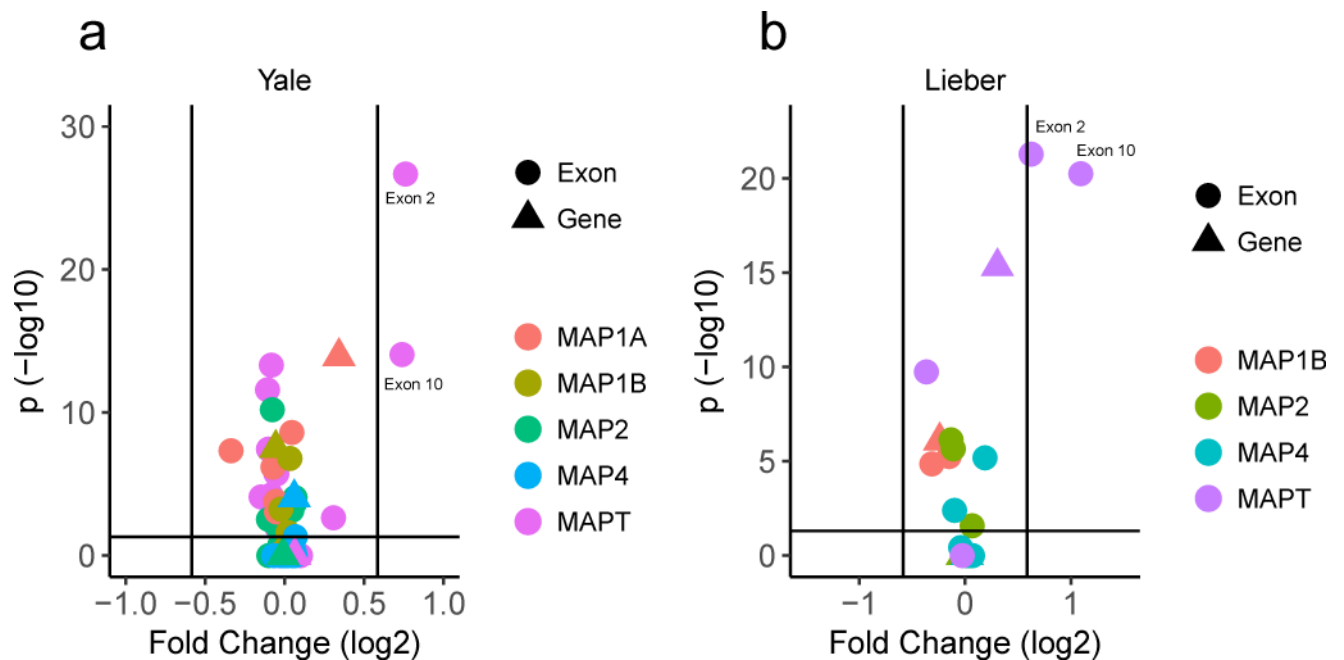 a
Yale
30
20
10
0
−1.0 −0.5 0.0 0.5 1.0
Fold Change (log2)
p (−log10)
Exon 2
Exon 10
Exon
Gene
MAP1A
MAP1B
MAP2
MAP4
MAPT
b
Lieber
20
15
10
5
0
−1 0 1
Fold Change (log2)
p (−log10)
Exon 2
Exon 10
Exon
Gene
MAP1B
MAP2
MAP4
MAPT